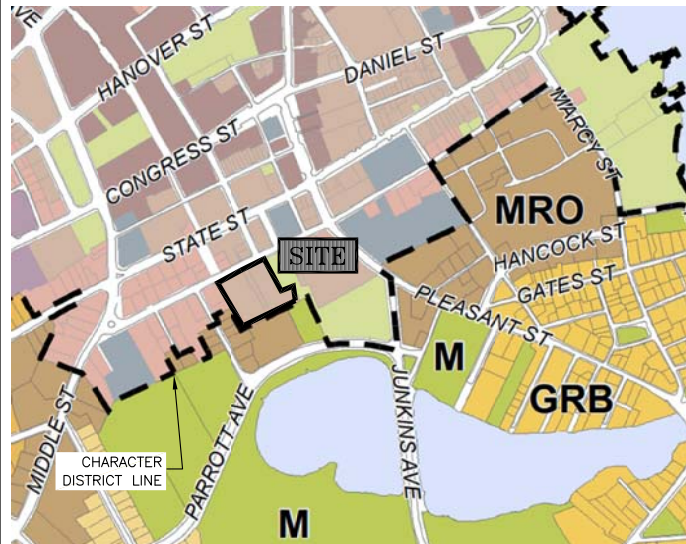 AVE
HANOVER ST
DANIEL ST
CONGRESS ST
MARCY ST
STATE ST
MRO
HANCOCK ST
SITE
GATES ST
PLEASANT ST
M
GRB
MIDDLE ST
PARROTT AVE
JUNKINS AVE
CHARACTER
DISTRICT LINE
M